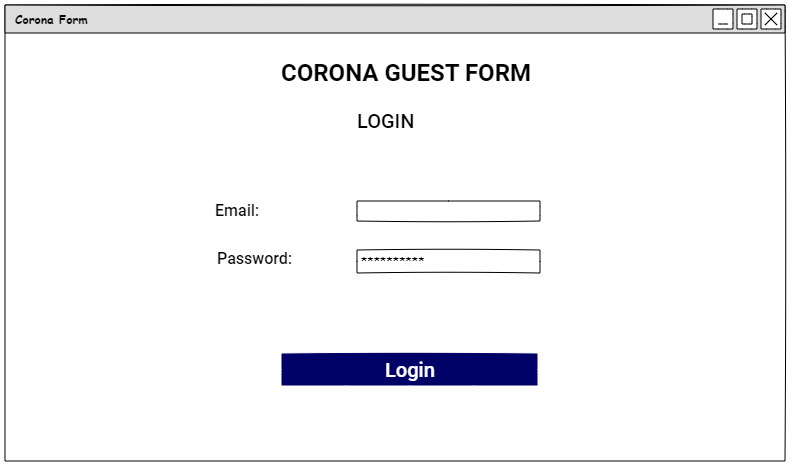 Corona Form
CORONA GUEST FORM
LOGIN
Email:
Password: **********
Login